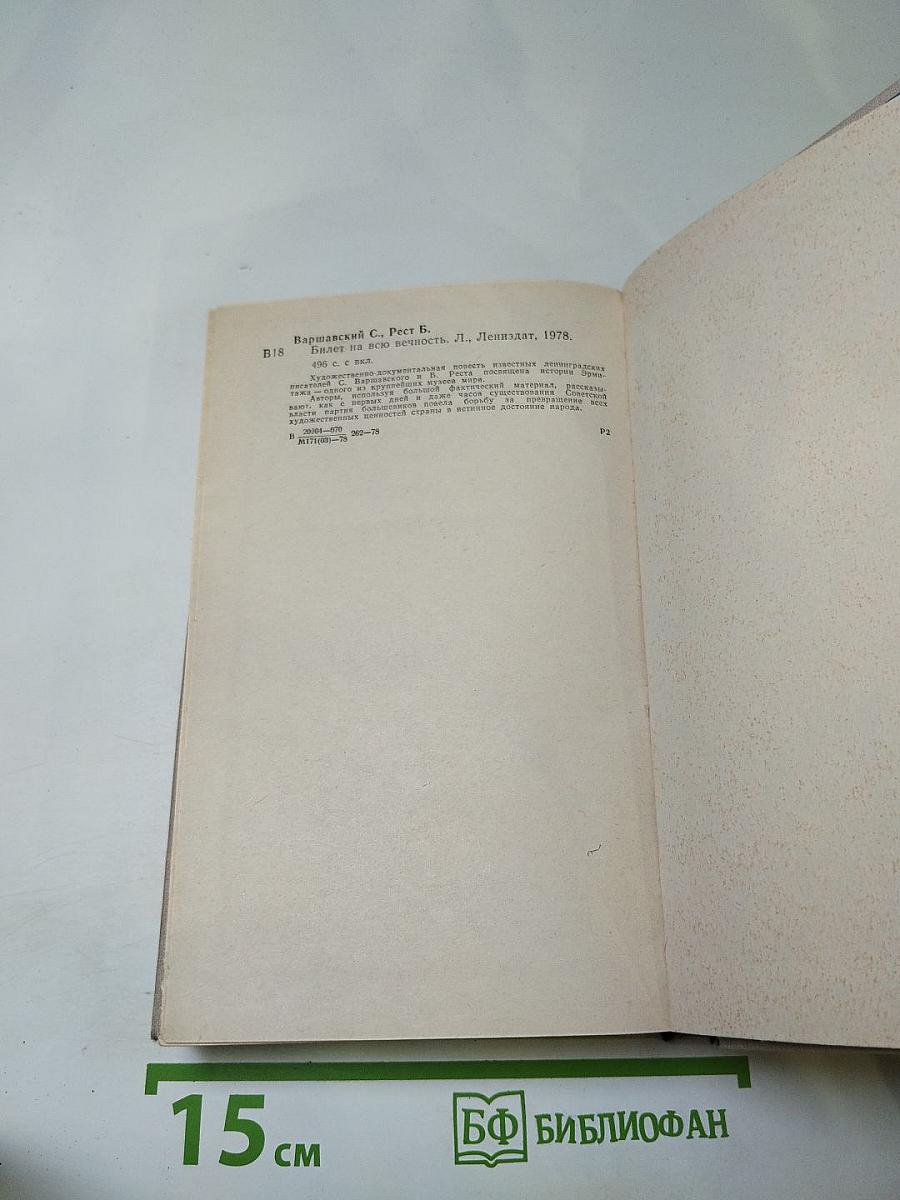 Варшавский С., Рест Б.
В18 Билет на всю вечность. Л., Лениздат, 1978.
496 с. с вкл.
Художественно-документальная повесть известных ленинградских
писателей С. Варшавского и Б. Реста посвящена истории Эрми-
тажа — одного из крупнейших музеев мира.
Авторы, используя большой фактический материал, рассказы-
вают, как с первых дней и даже часов существования Советской
власти партия большевиков повела борьбу за превращение всех
художественных ценностей страны в истинное достояние народа.
В 20904—070 262—78 Р2
М171(03)—78
15 см
БФ БИБЛИОФАН